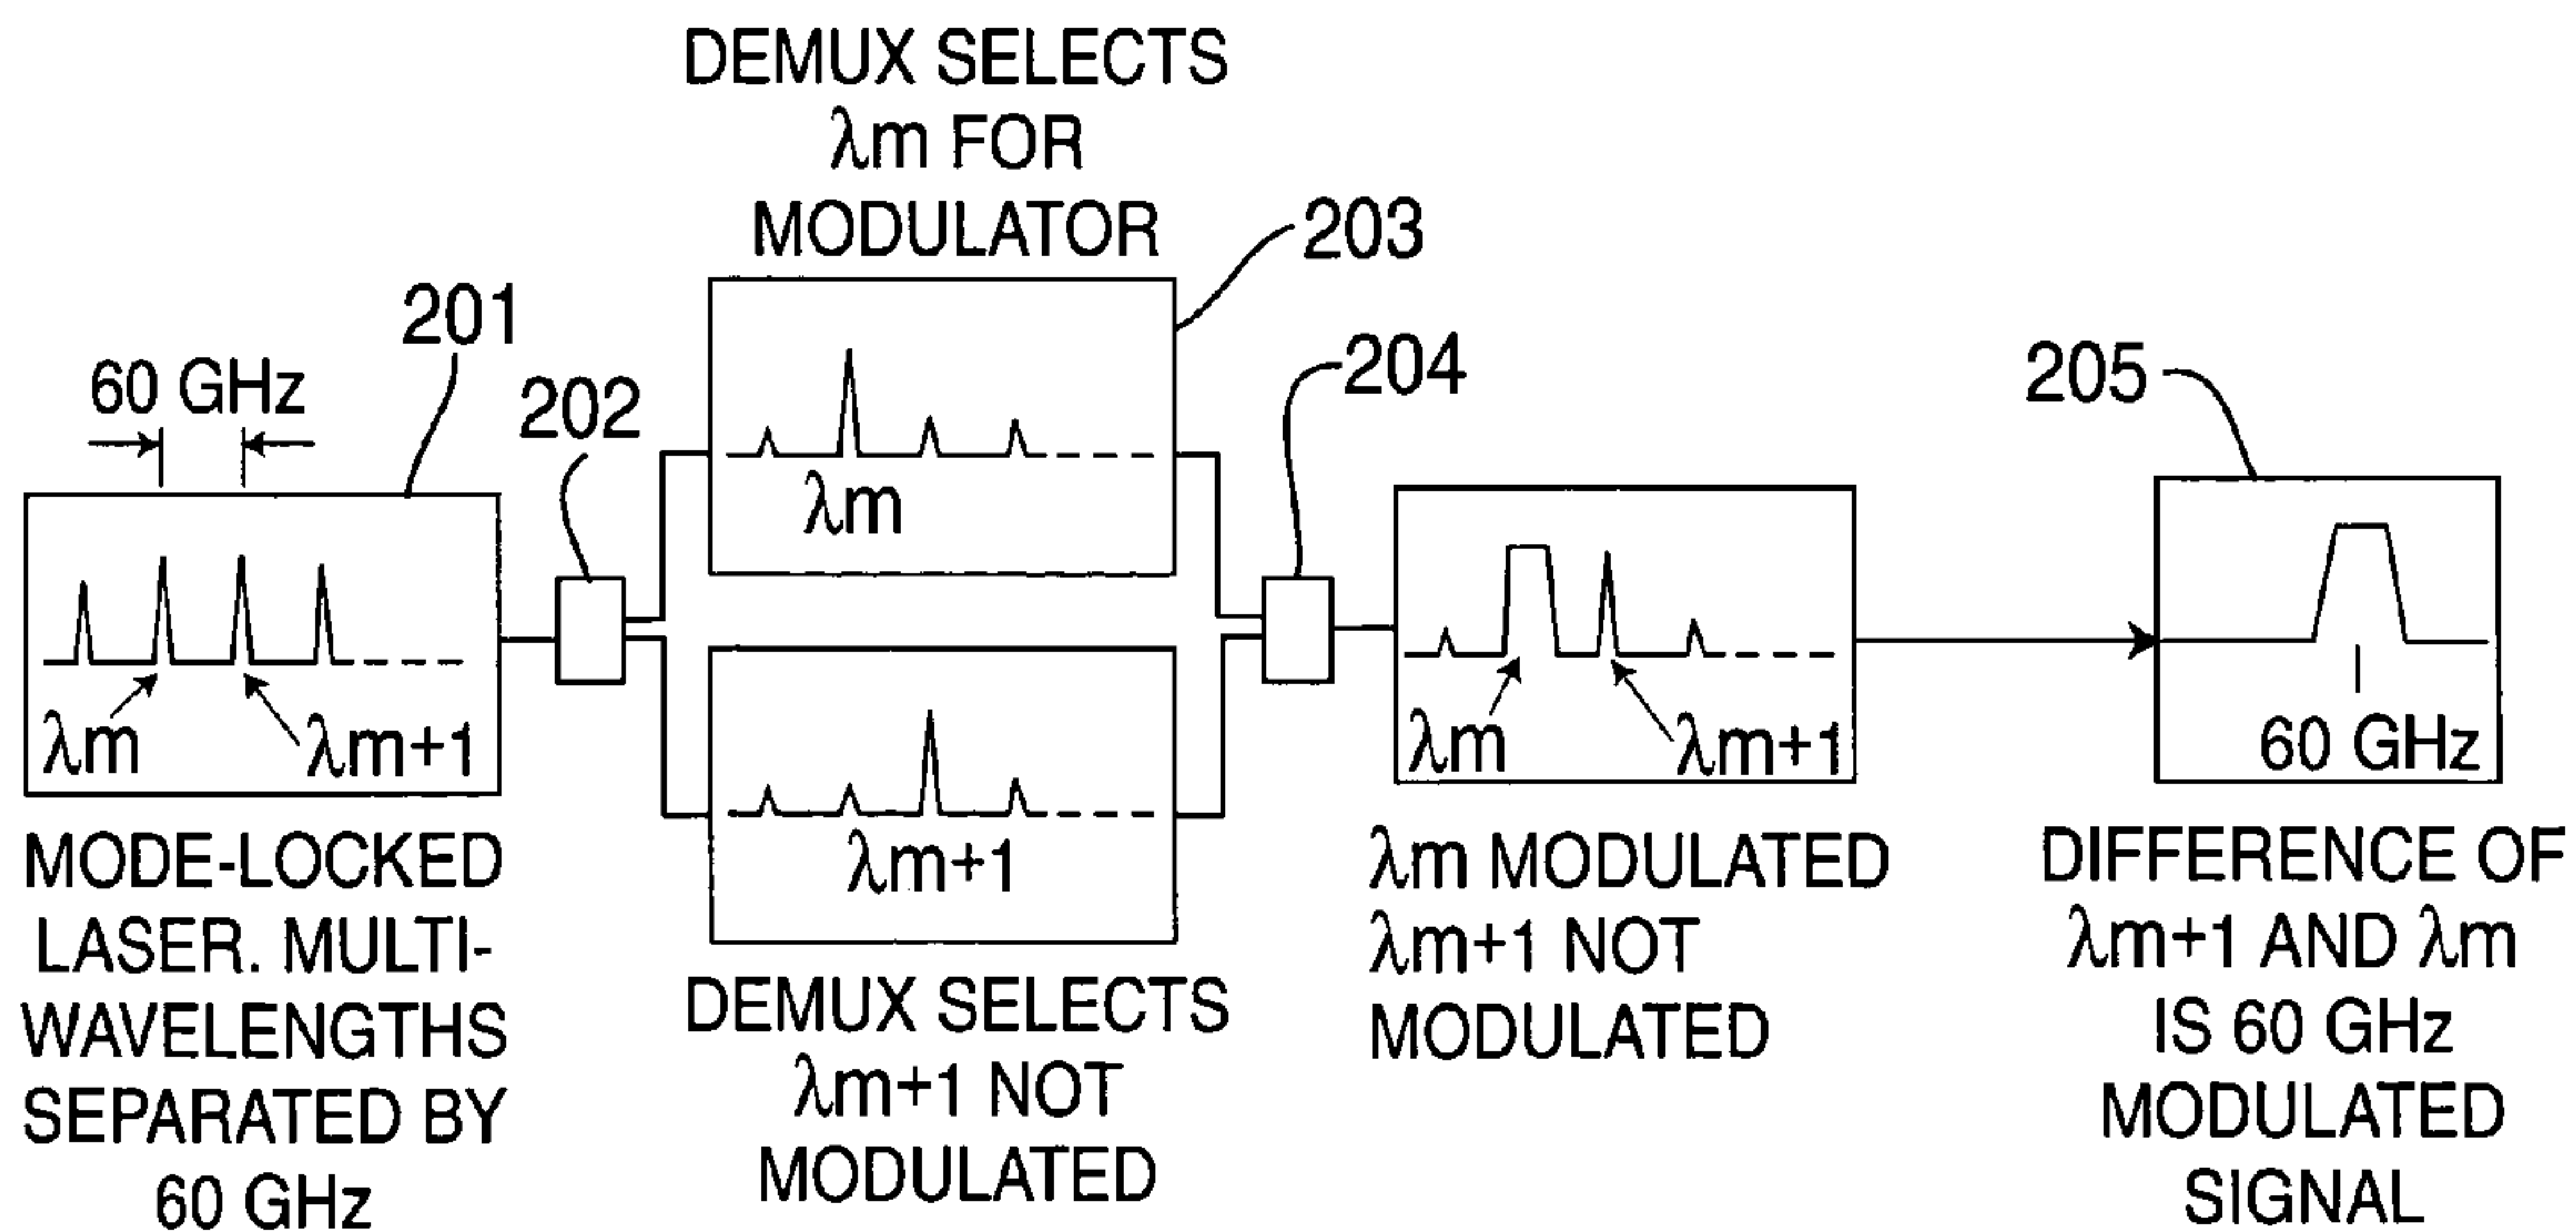 DEMUX SELECTS
λm FOR
MODULATOR
203
201
60 GHz
202
204
205
λm
λm
λm+1
λm
λm+1
60 GHz
λm+1
MODE-LOCKED
LASER. MULTI-
WAVELENGTHS
SEPARATED BY
60 GHz
DEMUX SELECTS
λm+1 NOT
MODULATED
λm MODULATED
λm+1 NOT
MODULATED
DIFFERENCE OF
λm+1 AND λm
IS 60 GHz
MODULATED
SIGNAL